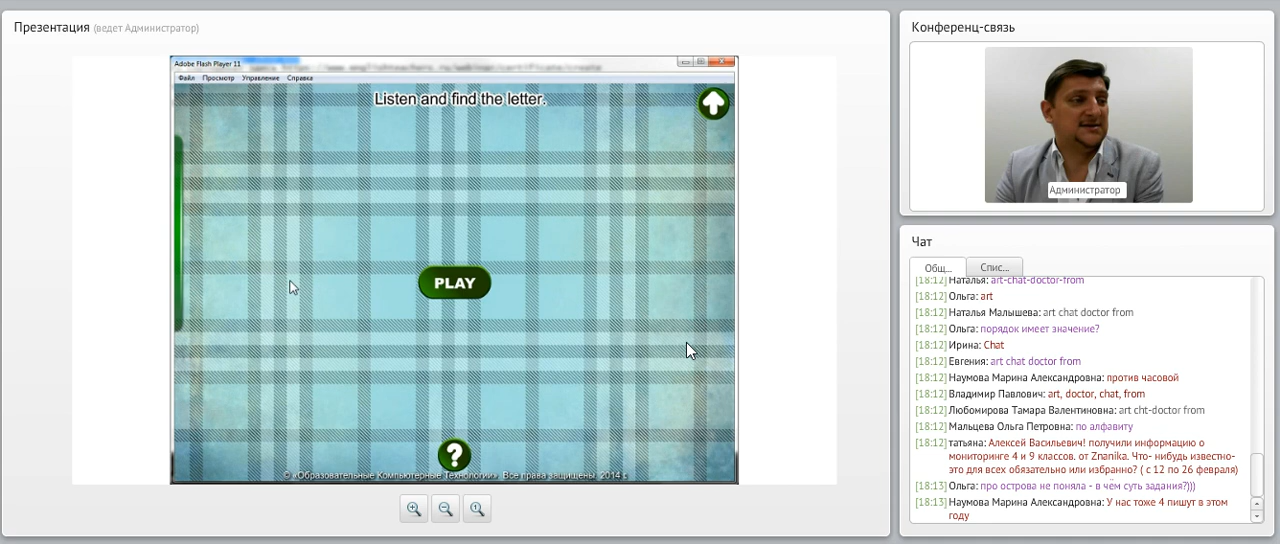 Презентация (ведет Администратор)
Adobe Flash Player 11
Файл Просмотр Управление Справка
Listen and find the letter.
PLAY
?
© «Образовательные Компьютерные Технологии». Все права защищены, 2014 г.
Конференц-связь
Администратор
Чат
Общ... Спис...
[18:12] Наталья: art-chat-doctor-from
[18:12] Ольга: art
[18:12] Наталья Малышева: art chat doctor from
[18:12] Ольга: порядок имеет значение?
[18:12] Ирина: Chat
[18:12] Евгения: art chat doctor from
[18:12] Наумова Марина Александровна: против часовой
[18:12] Владимир Павлович: art, doctor, chat, from
[18:12] Любомирова Тамара Валентиновна: art cht-doctor from
[18:12] Мальцева Ольга Петровна: по алфавиту
[18:12] татьяна: Алексей Васильевич! получили информацию о
мониторинге 4 и 9 классов. от Znanika. Что- нибудь известно-
это для всех обязательно или избранно? ( с 12 по 26 февраля)
[18:13] Ольга: про острова не поняла - в чём суть задания?)))
[18:13] Наумова Марина Александровна: У нас тоже 4 пишут в этом
году